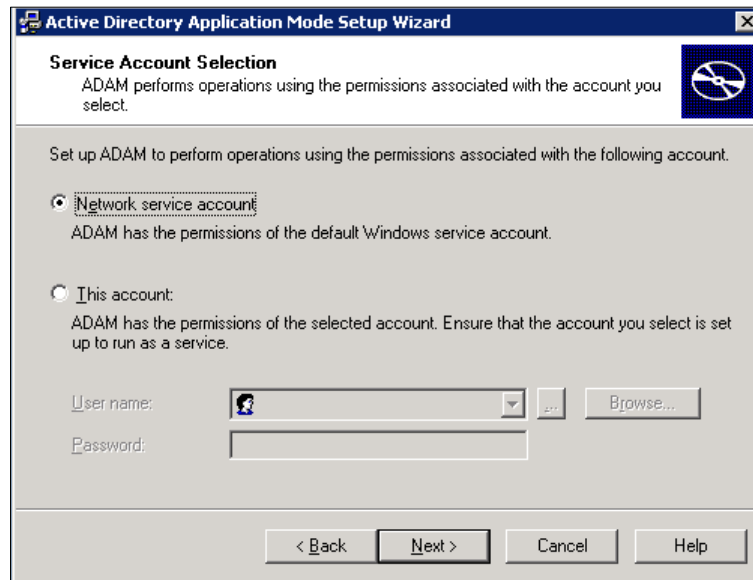 Active Directory Application Mode Setup Wizard
Service Account Selection
ADAM performs operations using the permissions associated with the account you
select.
Set up ADAM to perform operations using the permissions associated with the following account.
Network service account
ADAM has the permissions of the default Windows service account.
This account:
ADAM has the permissions of the selected account. Ensure that the account you select is set
up to run as a service.
User name:
... Browse...
Password:
< Back Next > Cancel Help